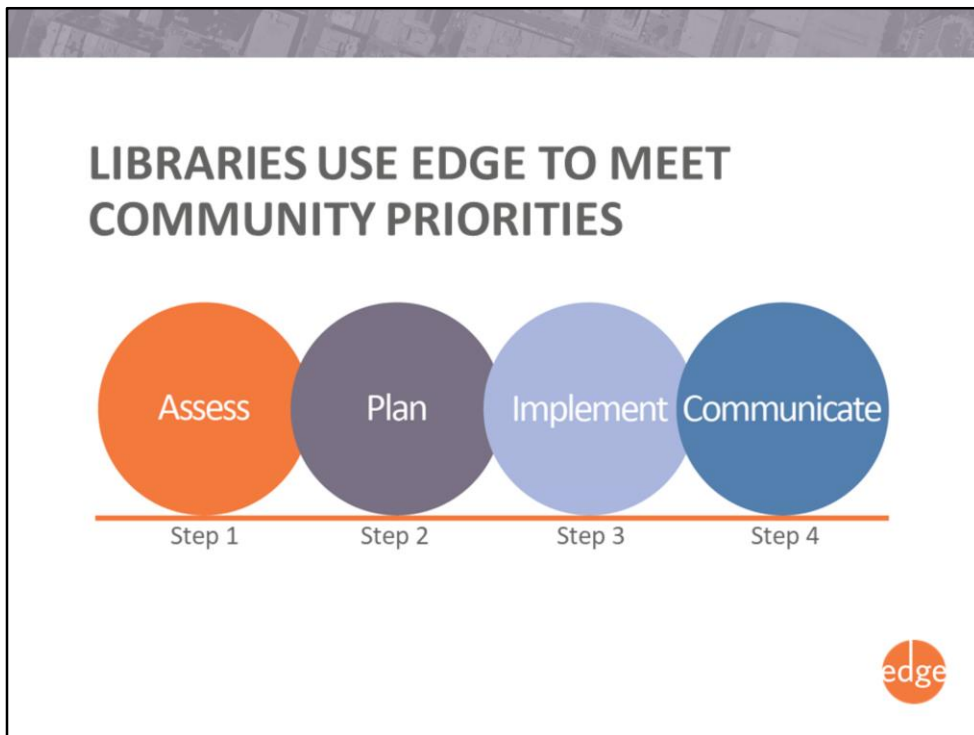 LIBRARIES USE EDGE TO MEET
COMMUNITY PRIORITIES
Assess
Plan
Implement
Communicate
Step 1
Step 2
Step 3
Step 4
edge